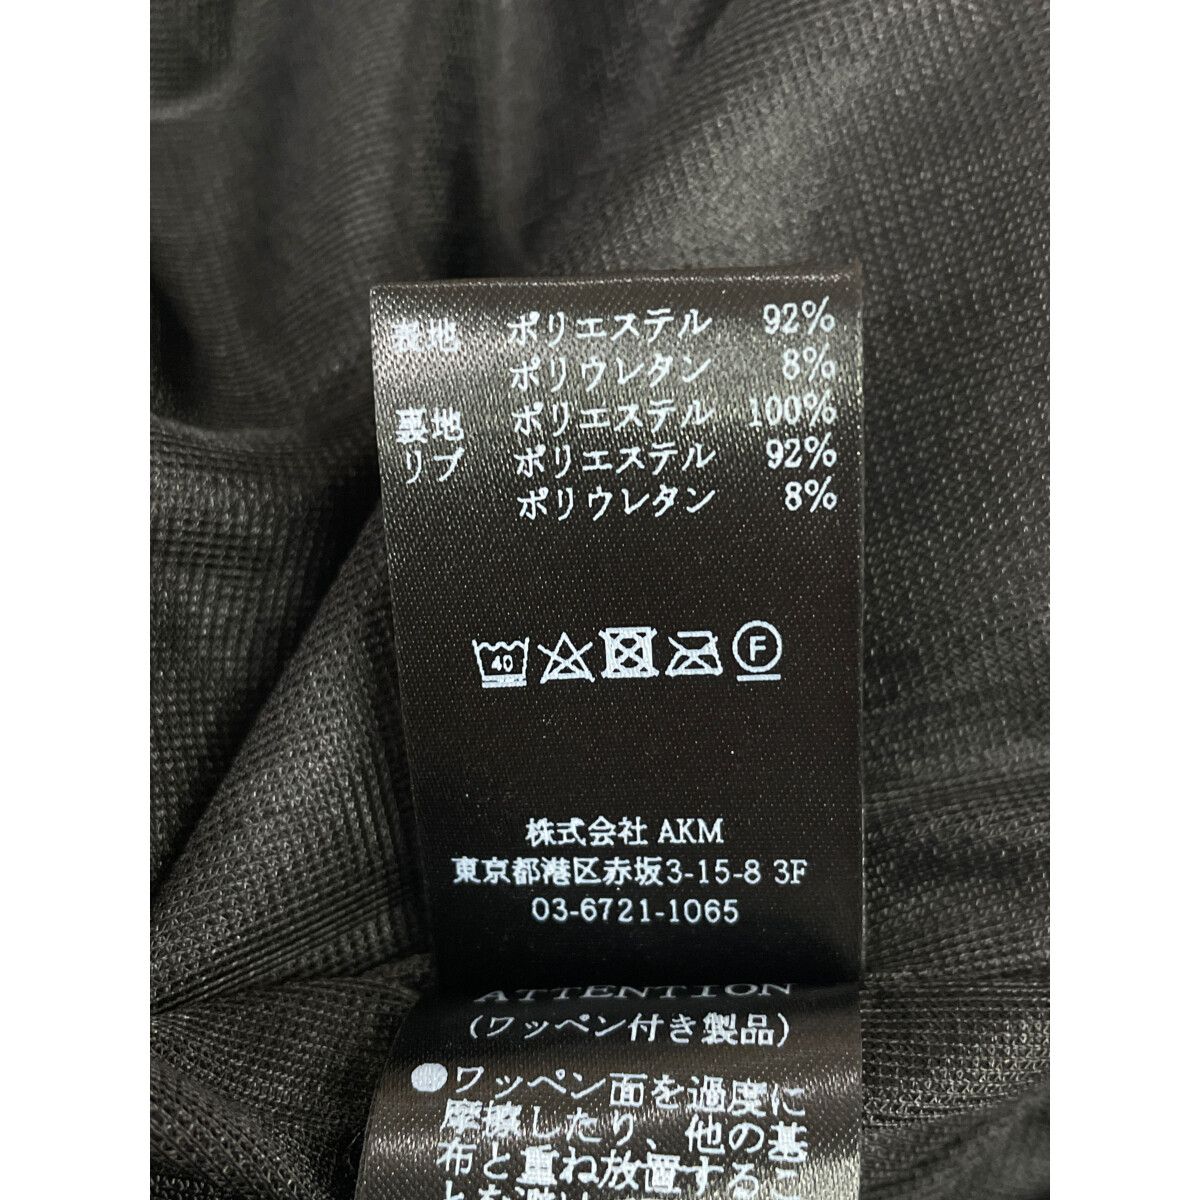 表地 ポリエステル 92%
ポリウレタン 8%
裏地 ポリエステル 100%
リブ ポリエステル 92%
ポリウレタン 8%
40 F
株式会社 AKM
東京都港区赤坂3-15-8 3F
03-6721-1065
ATTENTION
(ワッペン付き製品)
●ワッペン面を過度に
摩擦したり、他の基
布と重ね放置するこ
とを避け